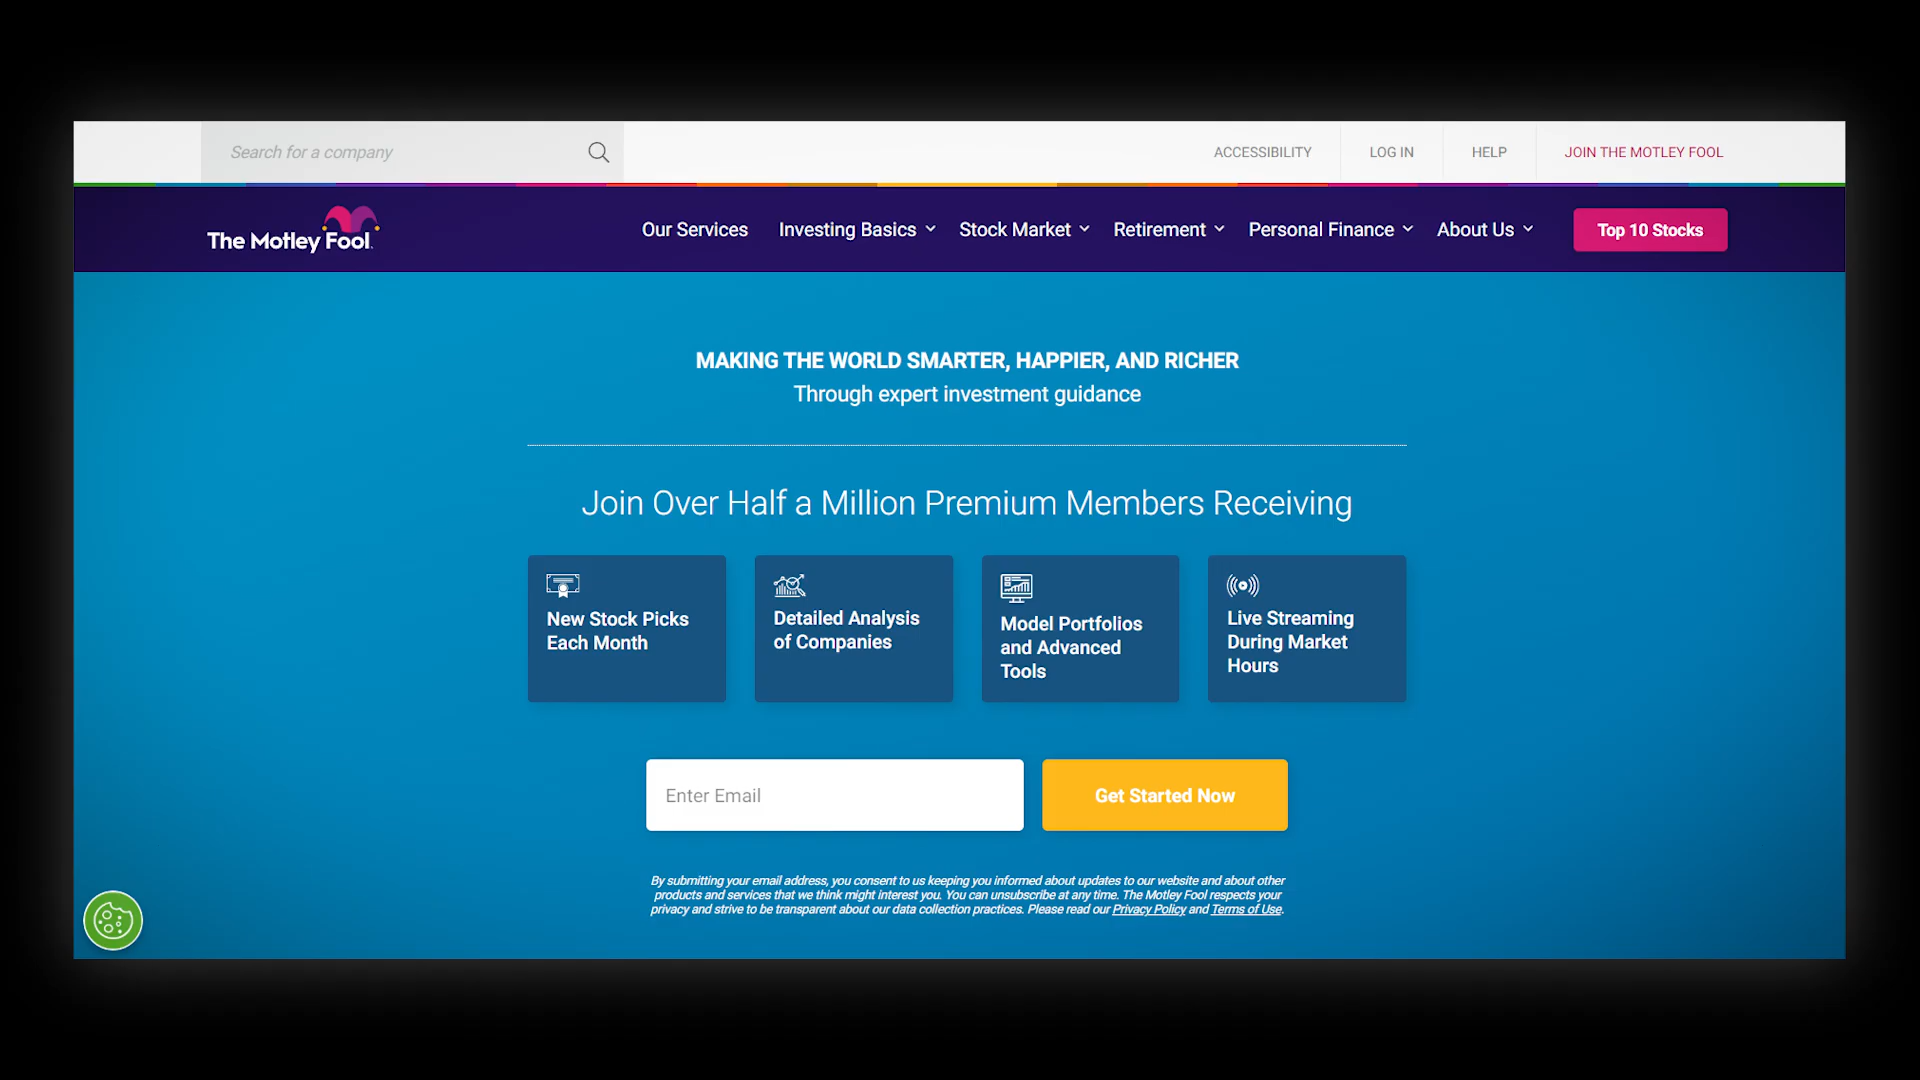 Search for a company
ACCESSIBILITY
LOG IN
HELP
JOIN THE MOTLEY FOOL
The Motley Fool.
Our Services
Investing Basics
Stock Market
Retirement
Personal Finance
About Us
Top 10 Stocks
MAKING THE WORLD SMARTER, HAPPIER, AND RICHER
Through expert investment guidance
Join Over Half a Million Premium Members Receiving
New Stock Picks
Each Month
Detailed Analysis
of Companies
Model Portfolios
and Advanced
Tools
Live Streaming
During Market
Hours
Enter Email
Get Started Now
By submitting your email address, you consent to us keeping you informed about updates to our website and about other
products and services that we think might interest you. You can unsubscribe at any time. The Motley Fool respects your
privacy and strive to be transparent about our data collection practices. Please read our Privacy Policy and Terms of Use.